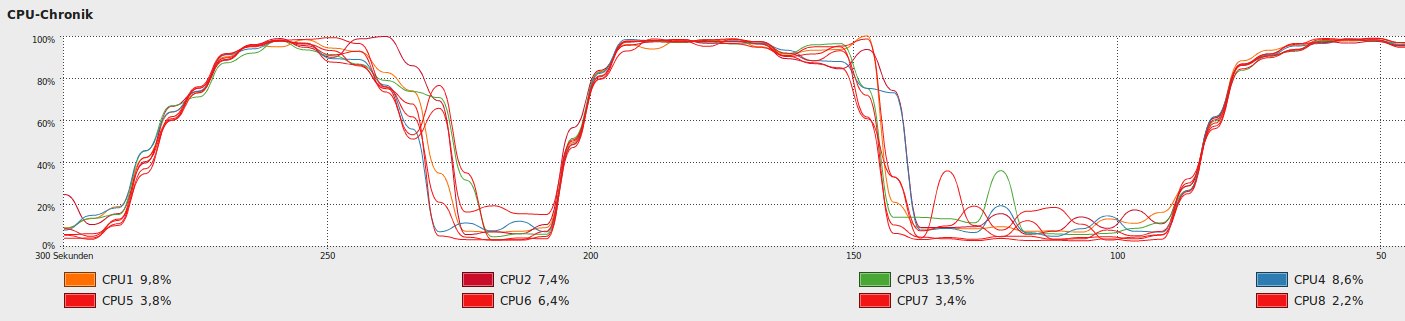 CPU-Chronik
100%
80%
60%
40%
20%
0%
300 Sekunden 250 200 150 100 50
CPU1 9,8% CPU2 7,4% CPU3 13,5% CPU4 8,6%
CPU5 3,8% CPU6 6,4% CPU7 3,4% CPU8 2,2%